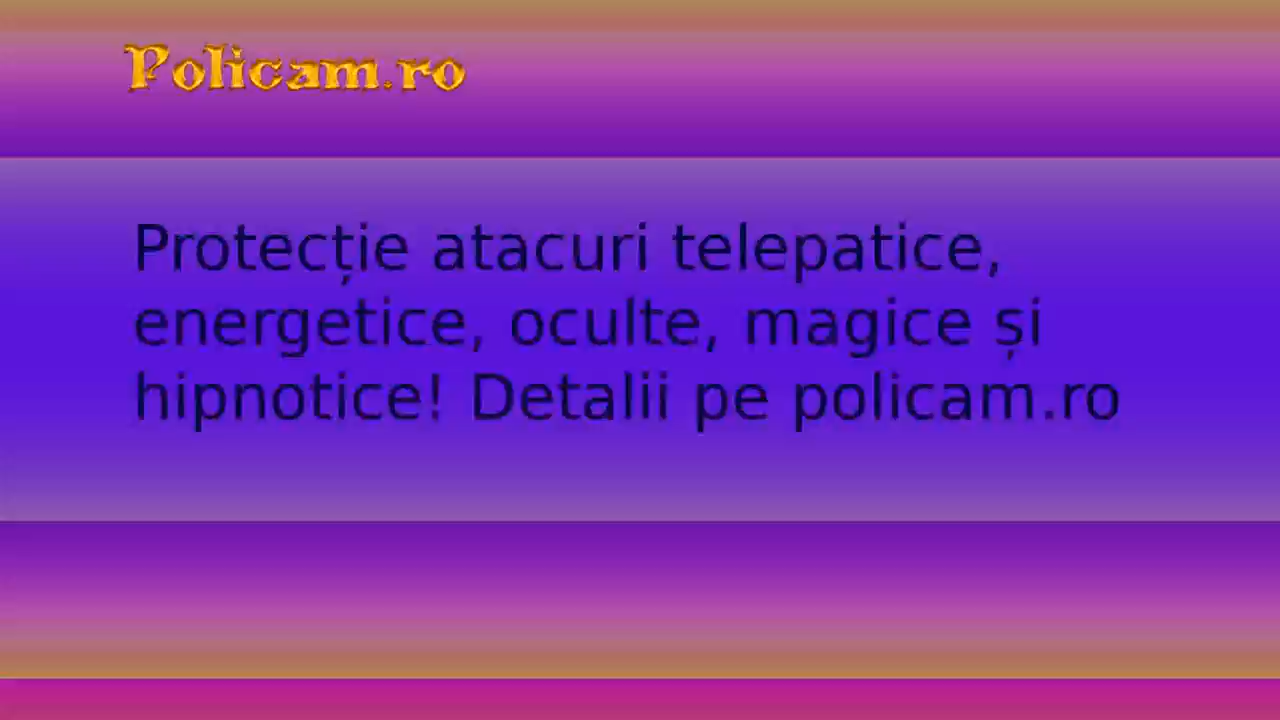 Policam.ro
Protecție atacuri telepatice,
energetice, oculte, magice și
hipnotice! Detalii pe policam.ro